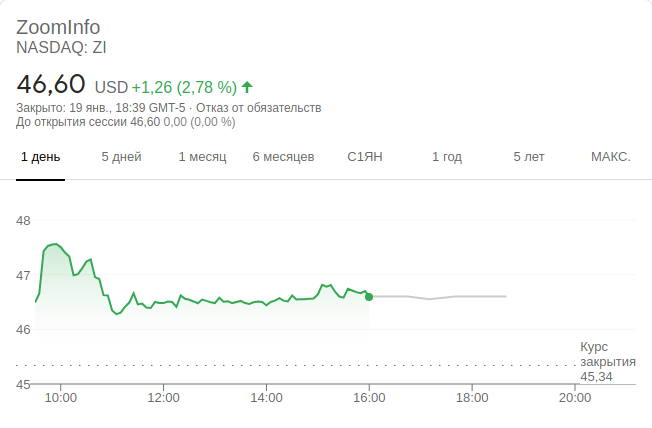 ZoomInfo
NASDAQ: ZI
46,60 USD +1,26 (2,78 %)
Закрыто: 19 янв., 18:39 GMT-5 · Отказ от обязательств
До открытия сессии 46,60 0,00 (0,00 %)
1 день 5 дней 1 месяц 6 месяцев С1ЯН 1 год 5 лет МАКС.
48
47
46
Курс
закрытия
45,34
45
10:00 12:00 14:00 16:00 18:00 20:00